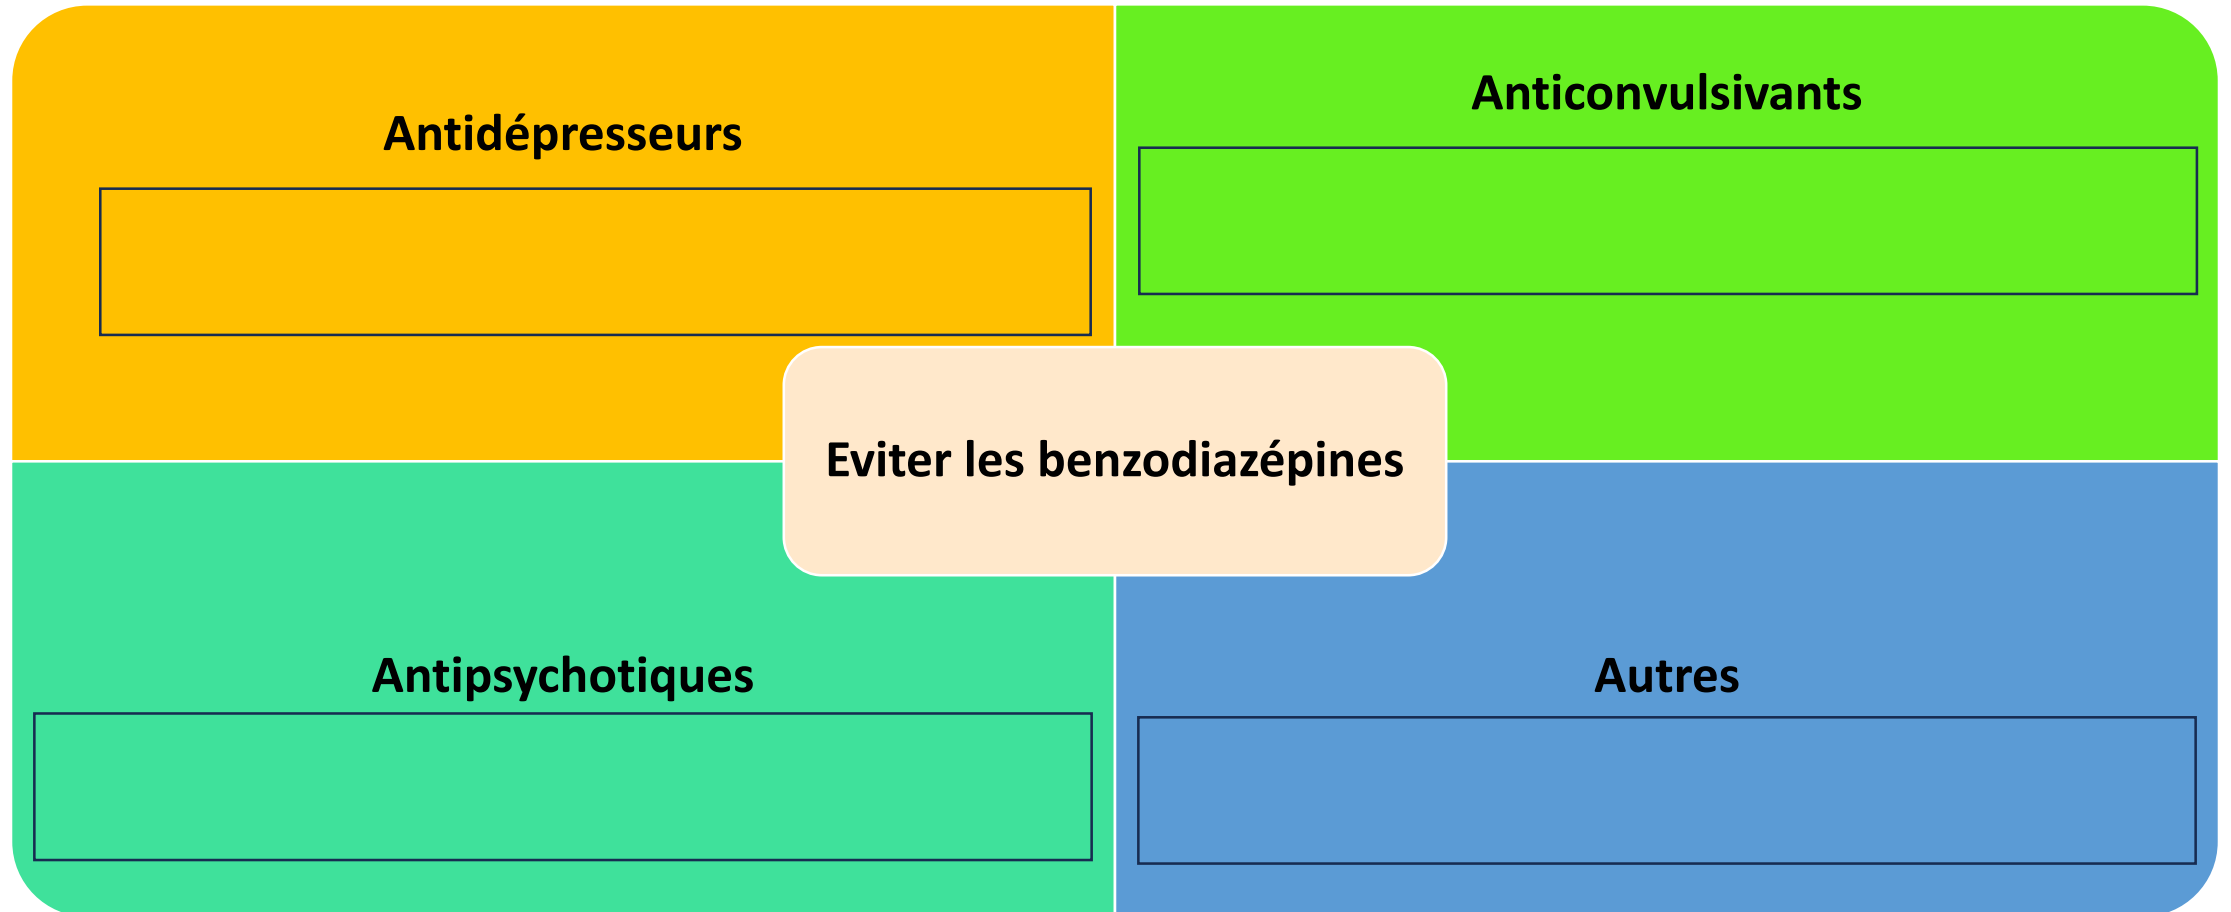 Antidépresseurs
Anticonvulsivants
Eviter les benzodiazépines
Antipsychotiques
Autres